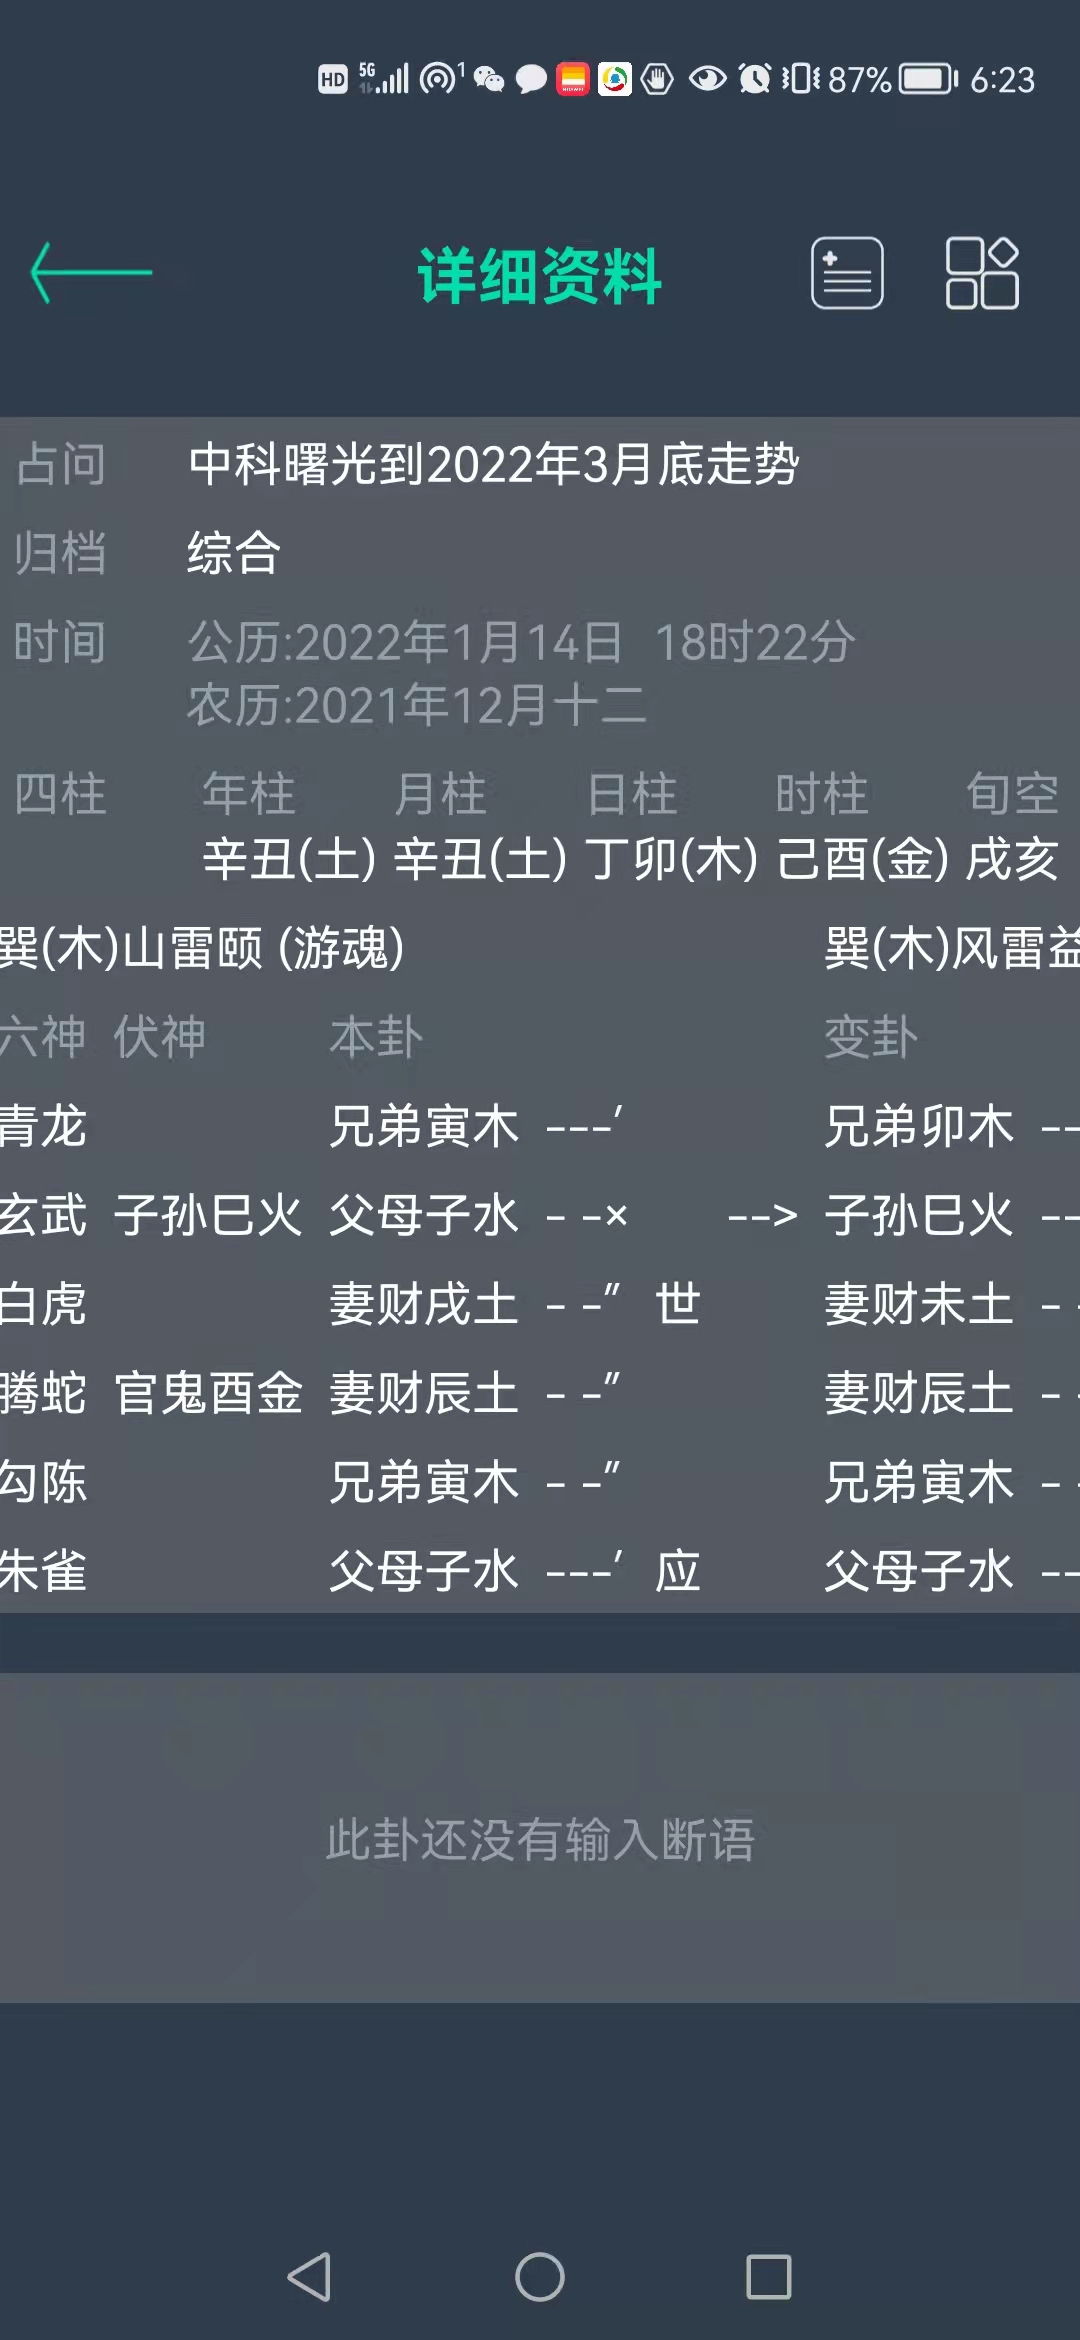 HD 5G 1 87% 6:23
详细资料
占问 中科曙光到2022年3月底走势
归档 综合
时间 公历:2022年1月14日 18时22分
农历:2021年12月十二
四柱 年柱 月柱 日柱 时柱 旬空
辛丑(土) 辛丑(土) 丁卯(木) 己酉(金) 戌亥
巽(木)山雷颐 (游魂) 巽(木)风雷益
六神 伏神 本卦 变卦
青龙 兄弟寅木 ---′ 兄弟卯木 --
玄武 子孙巳火 父母子水 - -× --> 子孙巳火 --
白虎 妻财戌土 - -″ 世 妻财未土 - -
腾蛇 官鬼酉金 妻财辰土 - -″ 妻财辰土 - -
勾陈 兄弟寅木 - -″ 兄弟寅木 - -
朱雀 父母子水 ---′ 应 父母子水 --
此卦还没有输入断语